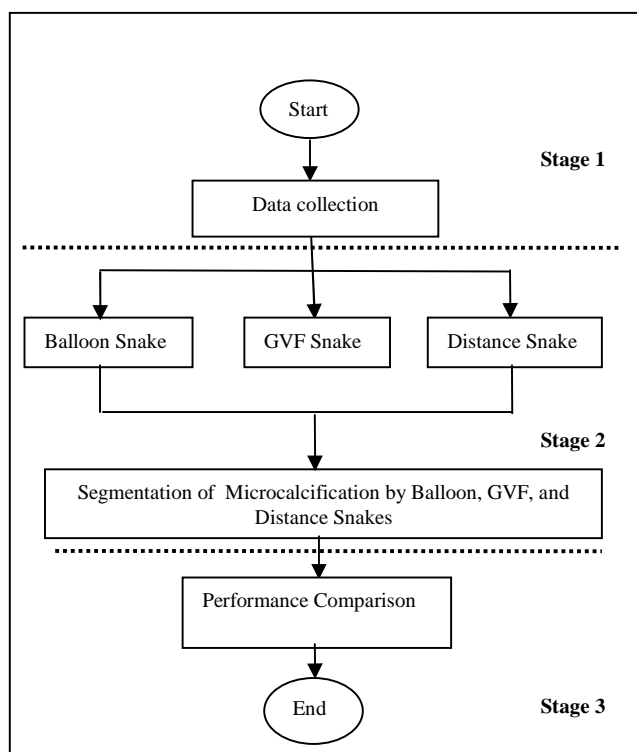 Start
Stage 1
Data collection
Balloon Snake
GVF Snake
Distance Snake
Stage 2
Segmentation of Microcalcification by Balloon, GVF, and
Distance Snakes
Performance Comparison
End
Stage 3